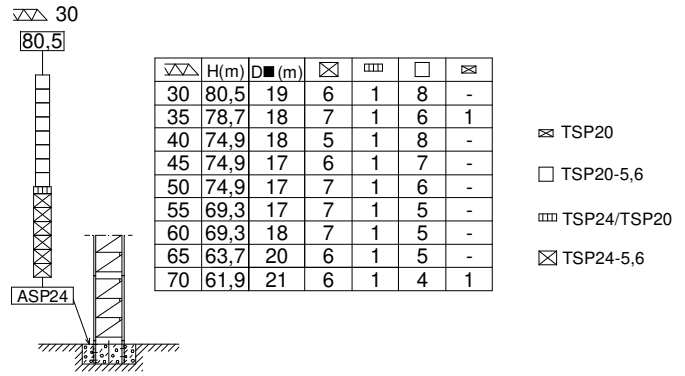 30
80,5
H(m) D■(m)
30 80,5 19 6 1 8 -
35 78,7 18 7 1 6 1
40 74,9 18 5 1 8 -
45 74,9 17 6 1 7 -
50 74,9 17 7 1 6 -
55 69,3 17 7 1 5 -
60 69,3 18 7 1 5 -
65 63,7 20 6 1 5 -
70 61,9 21 6 1 4 1
TSP20
TSP20-5,6
TSP24/TSP20
TSP24-5,6
ASP24